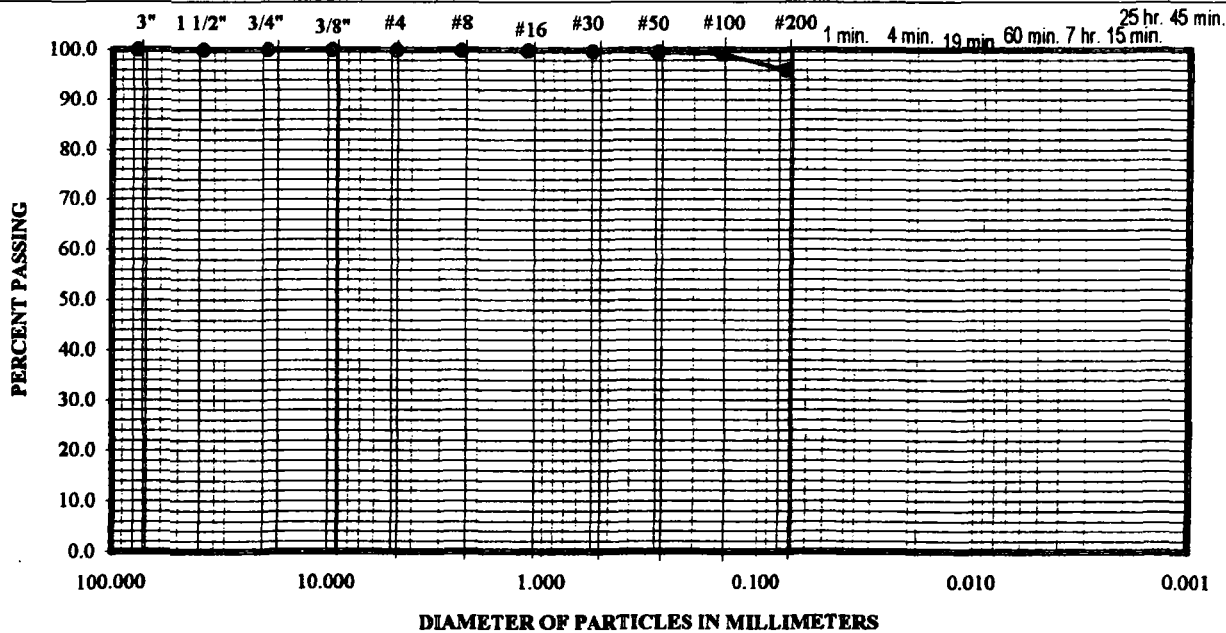 3" 1 1/2" 3/4" 3/8" #4 #8 #16 #30 #50 #100 #200 1 min. 4 min. 19 min. 60 min. 7 hr. 15 min. 25 hr. 45 min.
100.0
90.0
80.0
70.0
60.0
50.0
40.0
30.0
20.0
10.0
0.0
PERCENT PASSING
100.000 10.000 1.000 0.100 0.010 0.001
DIAMETER OF PARTICLES IN MILLIMETERS